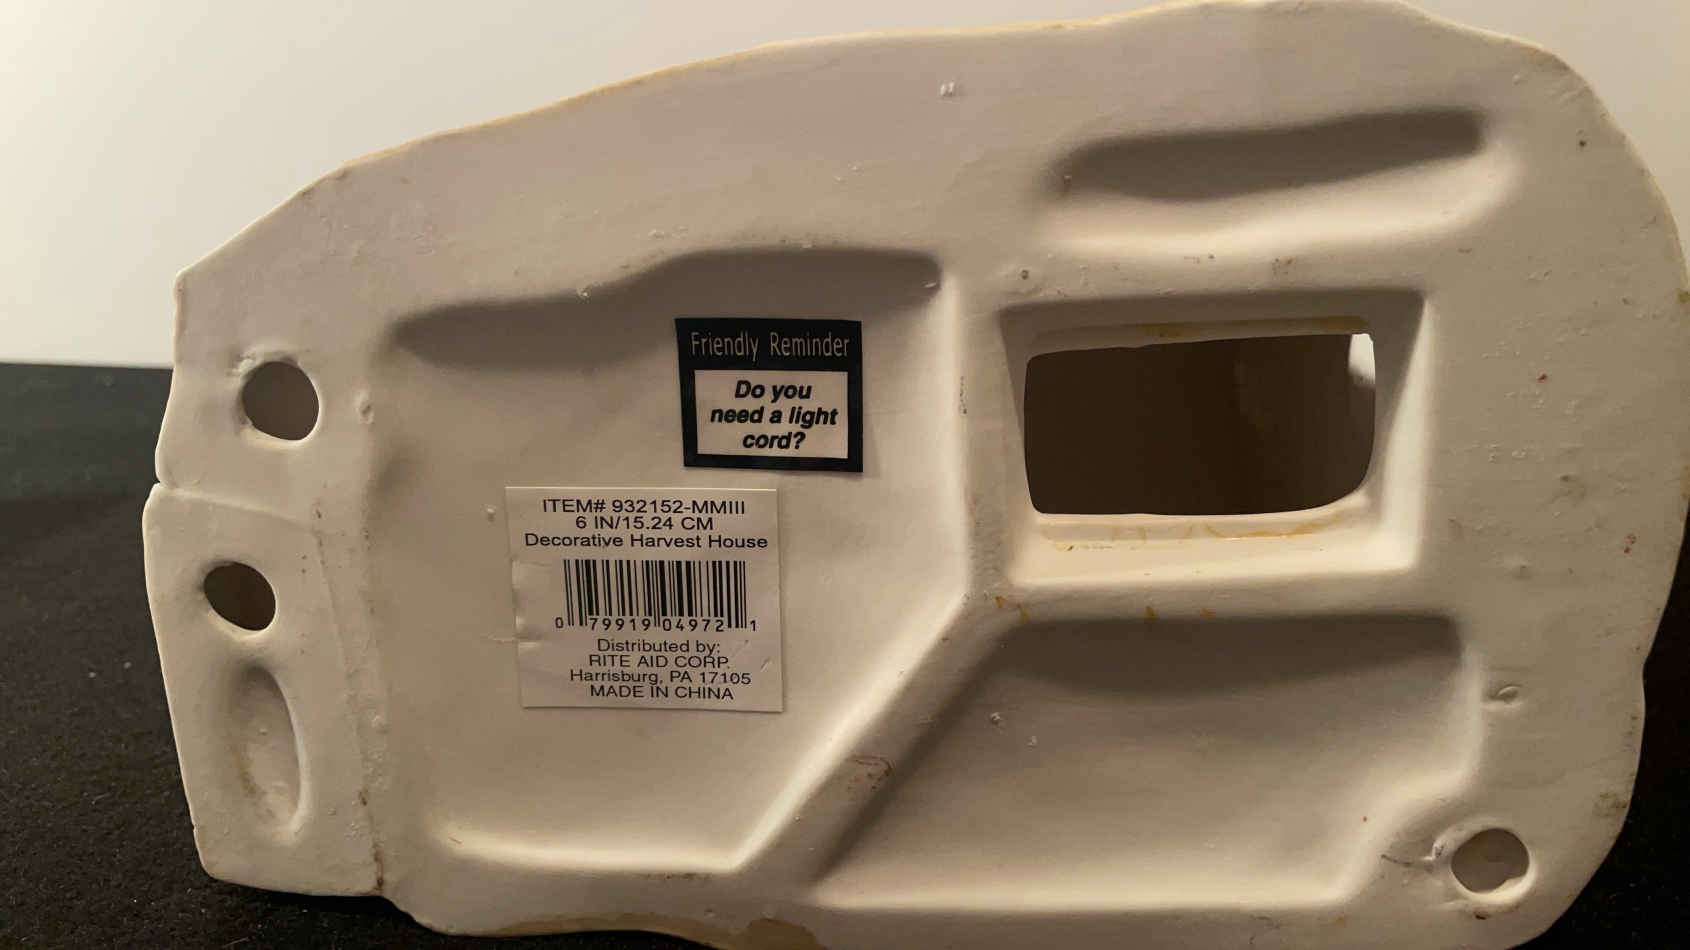 Friendly Reminder
Do you
need a light
cord?
ITEM# 932152-MMIII
6 IN/15.24 CM
Decorative Harvest House
0 79919 04972 1
Distributed by:
RITE AID CORP.
Harrisburg, PA 17105
MADE IN CHINA